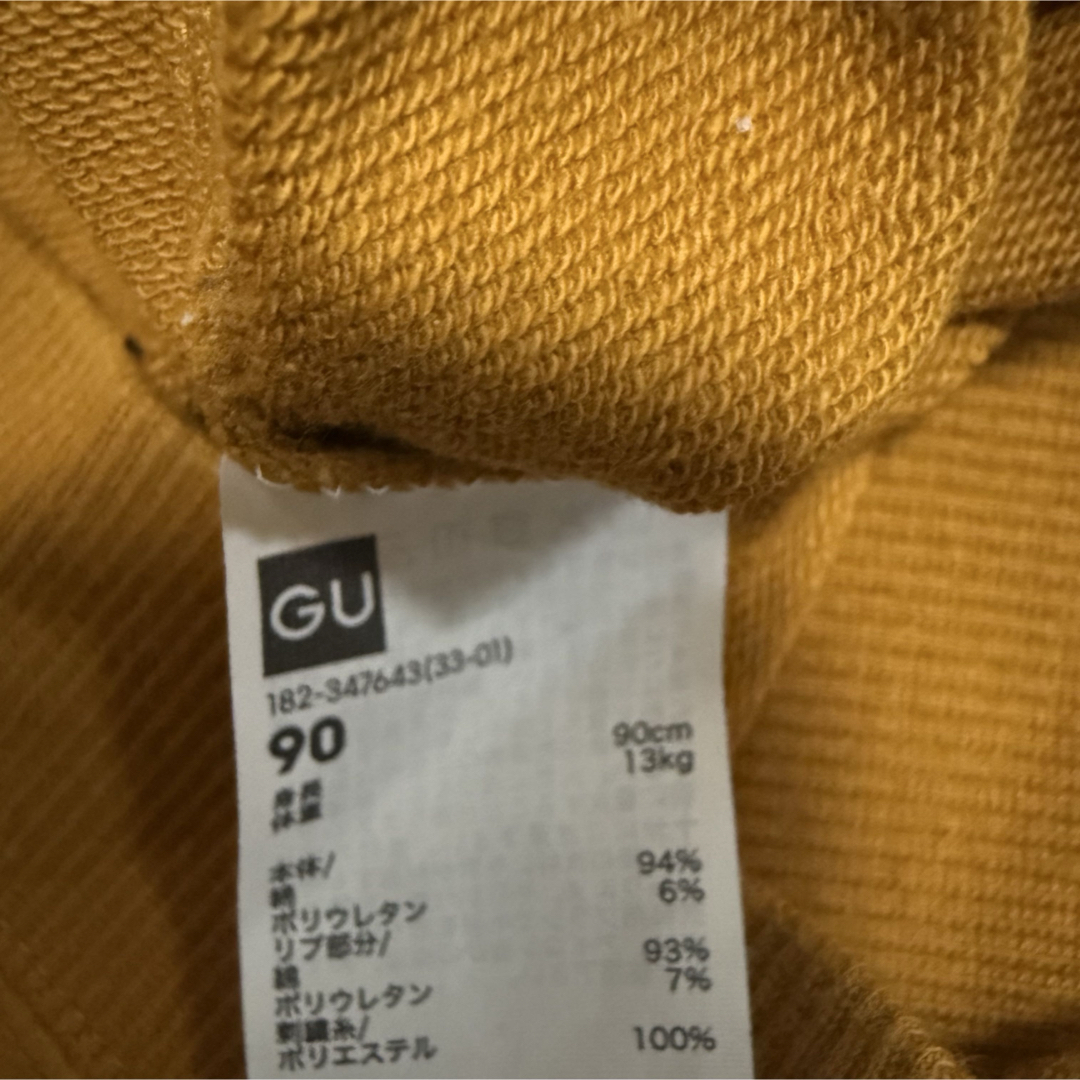 GU
182-347643(33-01)
90
身長 90cm
体重 13kg
本体/
綿 94%
ポリウレタン 6%
リブ部分/
綿 93%
ポリウレタン 7%
刺繍糸/
ポリエステル 100%